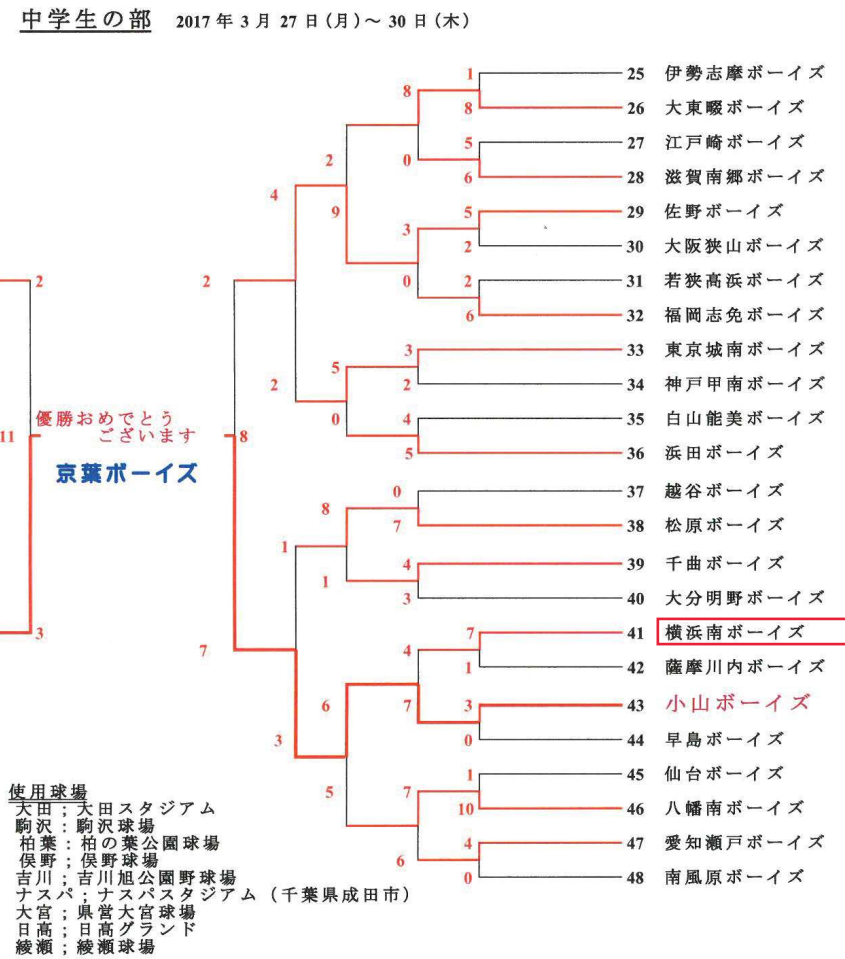 中学生の部 2017年3月27日(月)～30日(木)
1
25 伊勢志摩ボーイズ
8
8
26 大東畷ボーイズ
5
27 江戸崎ボーイズ
2
0
6
28 滋賀南郷ボーイズ
4
9
5
29 佐野ボーイズ
3
2
30 大阪狭山ボーイズ
2
2
0
2
31 若狭高浜ボーイズ
6
32 福岡志免ボーイズ
3
33 東京城南ボーイズ
5
2
2
34 神戸甲南ボーイズ
優勝おめでとう
0
4
35 白山能美ボーイズ
11
ございます
8
5
36 浜田ボーイズ
京葉ボーイズ
0
37 越谷ボーイズ
8
7
38 松原ボーイズ
1
4
39 千曲ボーイズ
1
3
40 大分明野ボーイズ
3
7
41 横浜南ボーイズ
7
4
1
42 薩摩川内ボーイズ
6
7
3
43 小山ボーイズ
3
0
44 早島ボーイズ
1
45 仙台ボーイズ
5
7
10
46 八幡南ボーイズ
4
47 愛知瀬戸ボーイズ
6
0
48 南風原ボーイズ
使用球場
大田；大田スタジアム
駒沢：駒沢球場
柏葉：柏の葉公園球場
俣野；俣野球場
吉川；吉川旭公園野球場
ナスパ；ナスパスタジアム（千葉県成田市）
大宮；県営大宮球場
日高；日高グランド
綾瀬；綾瀬球場